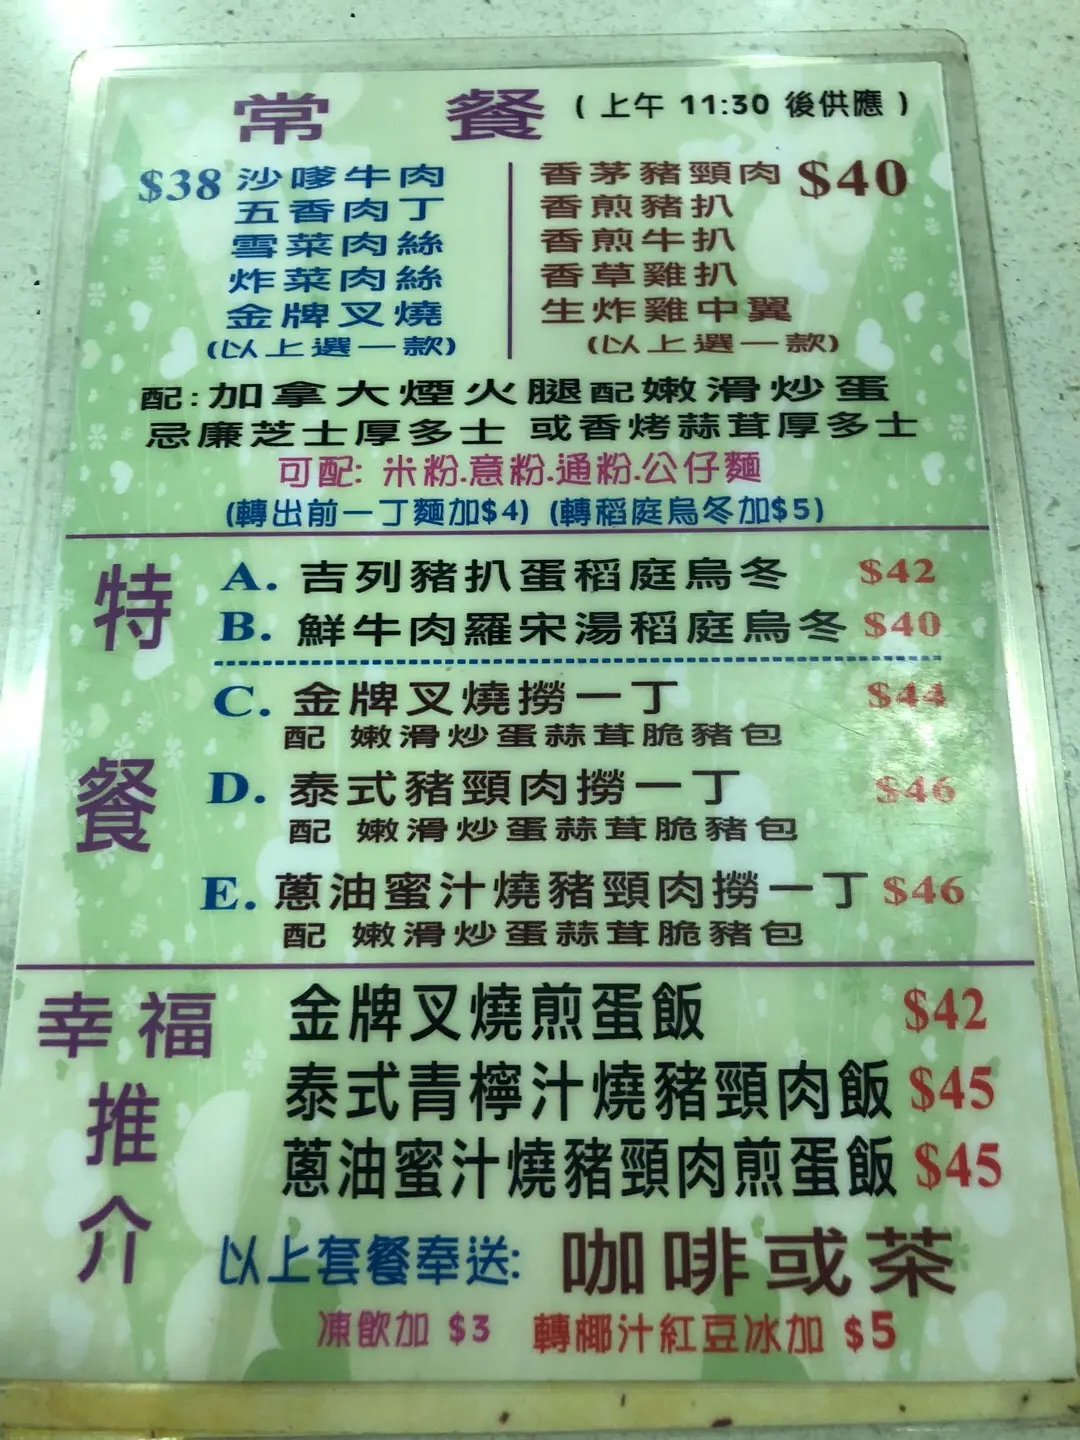 常 餐 ( 上午 11:30 後供應 )
$38 沙嗲牛肉
五香肉丁
雪菜肉絲
炸菜肉絲
金牌叉燒
(以上選一款)
香茅豬頸肉 $40
香煎豬扒
香煎牛扒
香草雞扒
生炸雞中翼
(以上選一款)
配:加拿大煙火腿配嫩滑炒蛋
忌廉芝士厚多士 或香烤蒜茸厚多士
可配: 米粉.意粉.通粉.公仔麵
(轉出前一丁麵加$4) (轉稻庭烏冬加$5)
特餐
A. 吉列豬扒蛋稻庭烏冬 $42
B. 鮮牛肉羅宋湯稻庭烏冬 $40
C. 金牌叉燒撈一丁 $44
配 嫩滑炒蛋蒜茸脆豬包
D. 泰式豬頸肉撈一丁 $46
配 嫩滑炒蛋蒜茸脆豬包
E. 蔥油蜜汁燒豬頸肉撈一丁 $46
配 嫩滑炒蛋蒜茸脆豬包
幸福推介
金牌叉燒煎蛋飯 $42
泰式青檸汁燒豬頸肉飯 $45
蔥油蜜汁燒豬頸肉煎蛋飯 $45
以上套餐奉送: 咖啡或茶
凍飲加 $3 轉椰汁紅豆冰加 $5